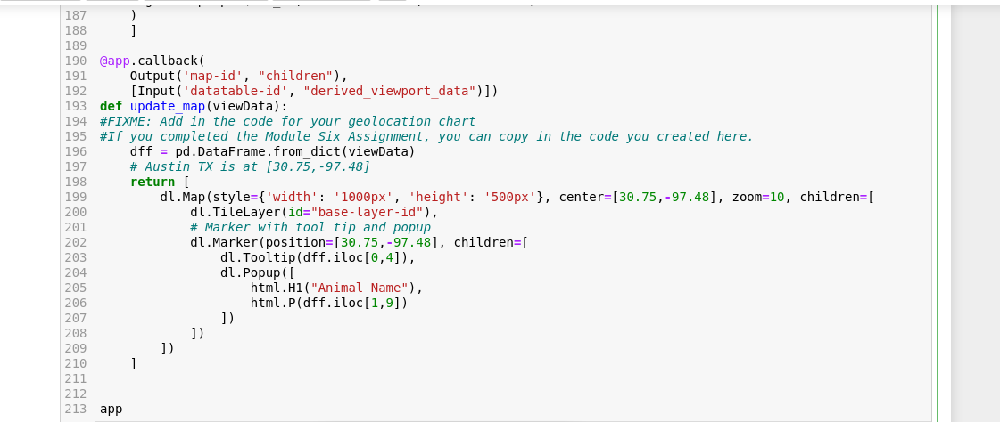 187 )
188 ]
189
190 @app.callback(
191 Output('map-id', "children"),
192 [Input('datatable-id', "derived_viewport_data")])
193 def update_map(viewData):
194 #FIXME: Add in the code for your geolocation chart
195 #If you completed the Module Six Assignment, you can copy in the code you created here.
196 dff = pd.DataFrame.from_dict(viewData)
197 # Austin TX is at [30.75,-97.48]
198 return [
199 dl.Map(style={'width': '1000px', 'height': '500px'}, center=[30.75,-97.48], zoom=10, children=[
200 dl.TileLayer(id="base-layer-id"),
201 # Marker with tool tip and popup
202 dl.Marker(position=[30.75,-97.48], children=[
203 dl.Tooltip(dff.iloc[0,4]),
204 dl.Popup([
205 html.H1("Animal Name"),
206 html.P(dff.iloc[1,9])
207 ])
208 ])
209 ])
210 ]
211
212
213 app